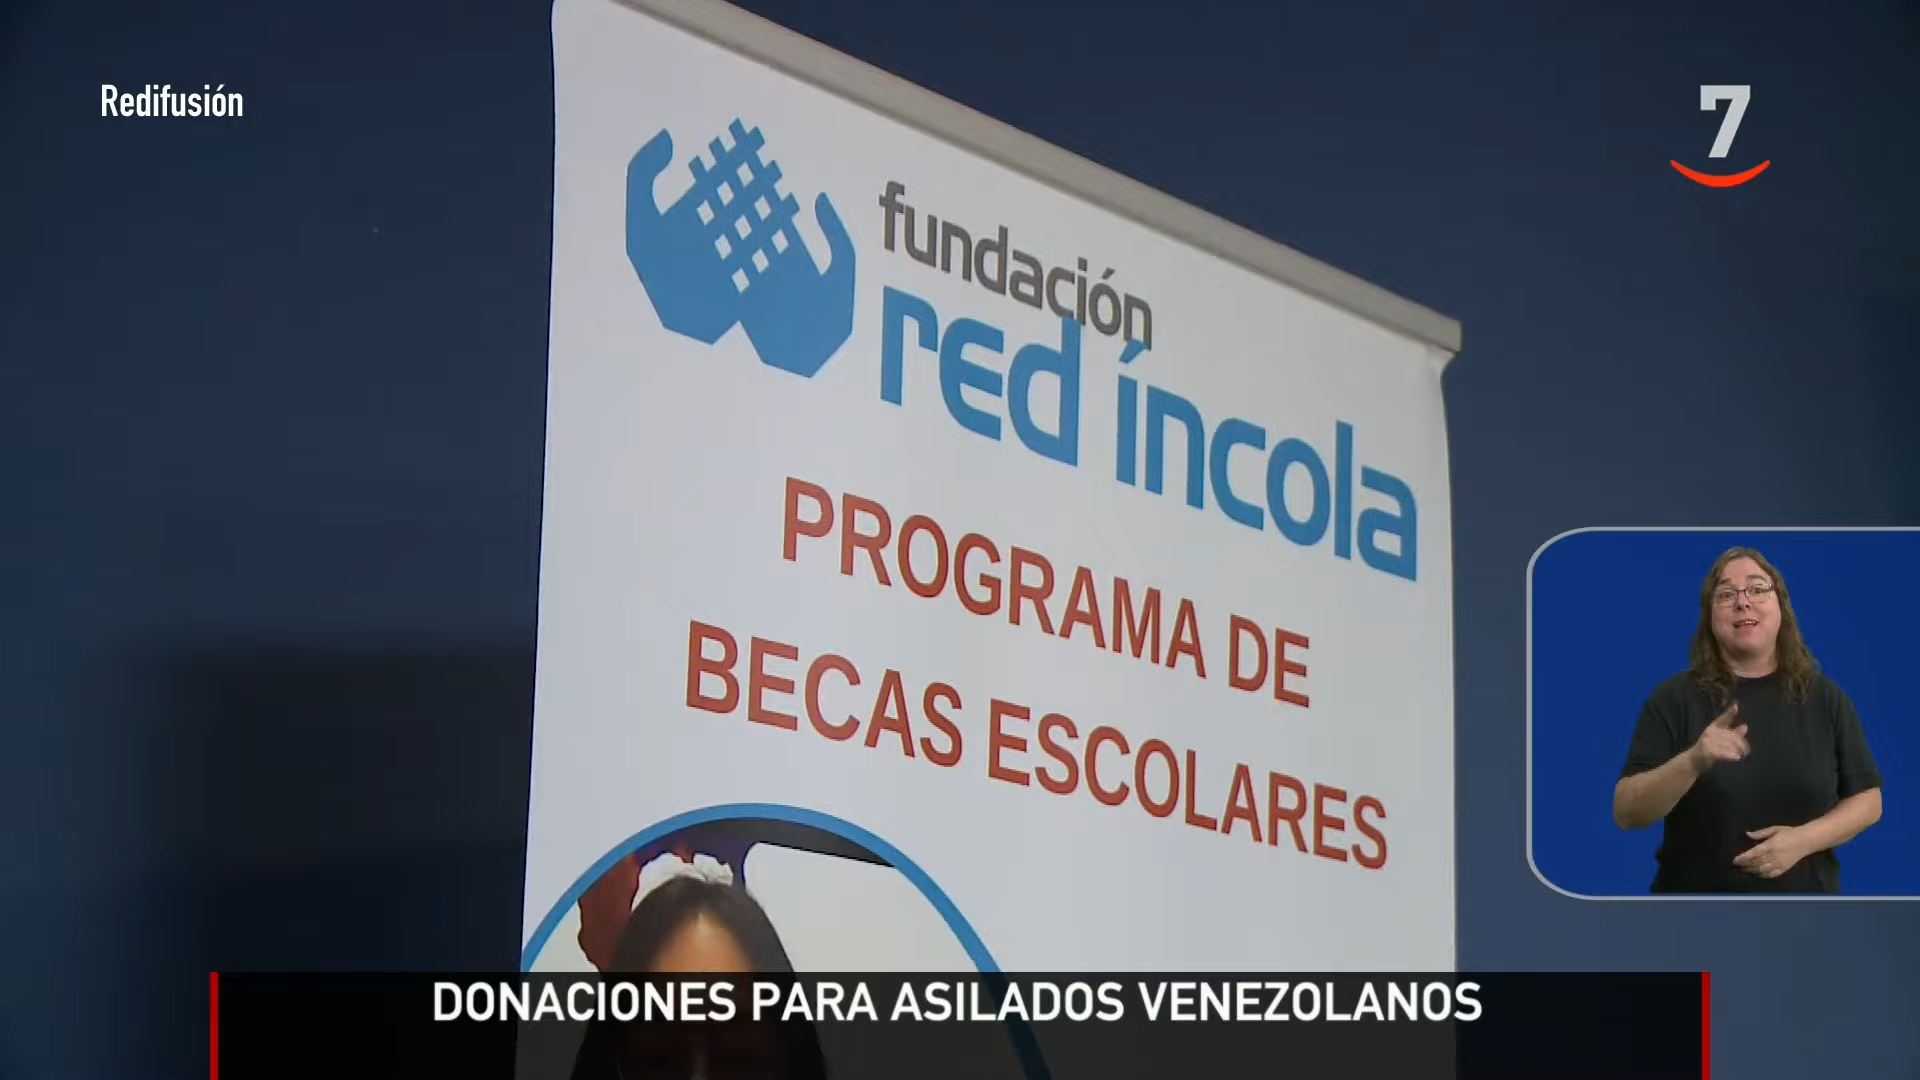 Redifusión
7
fundación
red íncola
PROGRAMA DE
BECAS ESCOLARES
DONACIONES PARA ASILADOS VENEZOLANOS